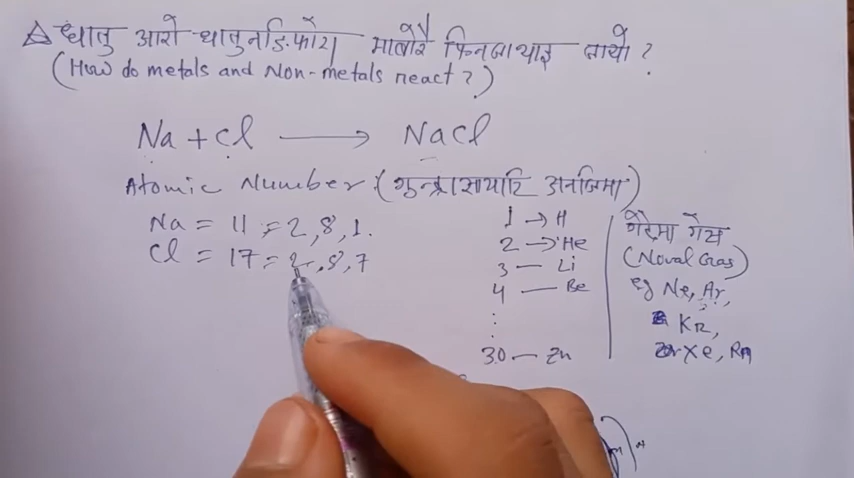 धातु आरो धातुनङि.फोरा माबोरै फिनजाथाइ जायो?
(How do metals and Non-metals react?)
Na + Cl → NaCl
Atomic Number:
Na = 11 = 2, 8, 1.
Cl = 17 = 2, 8, 7
1 → H
2 → He
3 — Li
4 — Be
30 — Zn
गेस
(Noval Gas)
eg Ne, Ar,
KR,
Xe, Rn